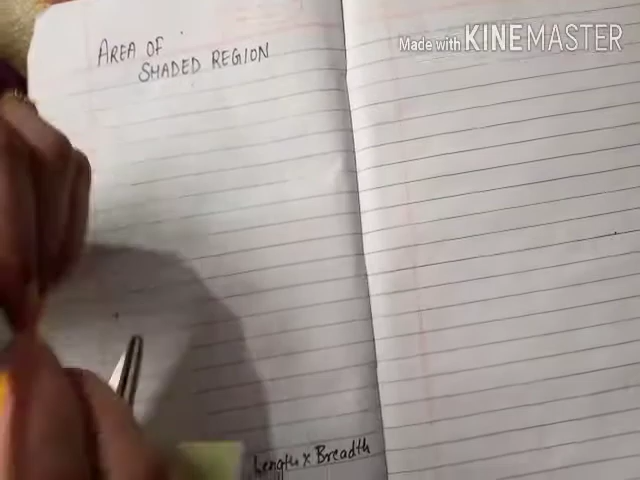 Made with KINEMASTER
AREA OF
SHADED REGION
Length x Breadth